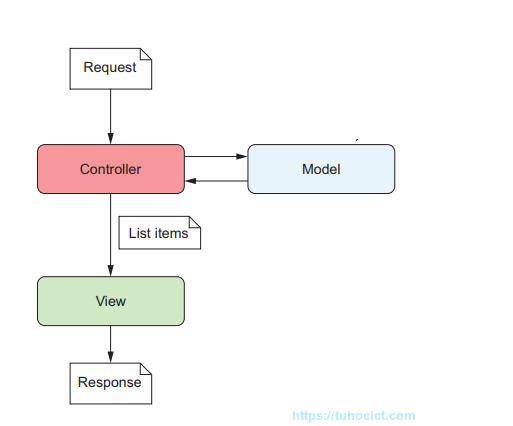 Request
Controller
Model
List items
View
Response
https://tuhocict.com